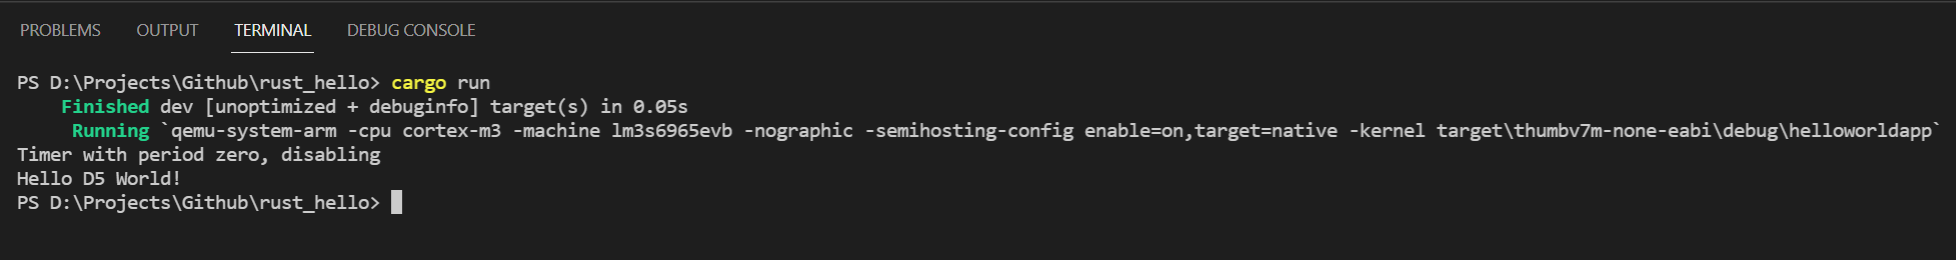 PROBLEMS OUTPUT TERMINAL DEBUG CONSOLE
PS D:\Projects\Github\rust_hello> cargo run
    Finished dev [unoptimized + debuginfo] target(s) in 0.05s
     Running `qemu-system-arm -cpu cortex-m3 -machine lm3s6965evb -nographic -semihosting-config enable=on,target=native -kernel target\thumbv7m-none-eabi\debug\helloworldapp`
Timer with period zero, disabling
Hello D5 World!
PS D:\Projects\Github\rust_hello>